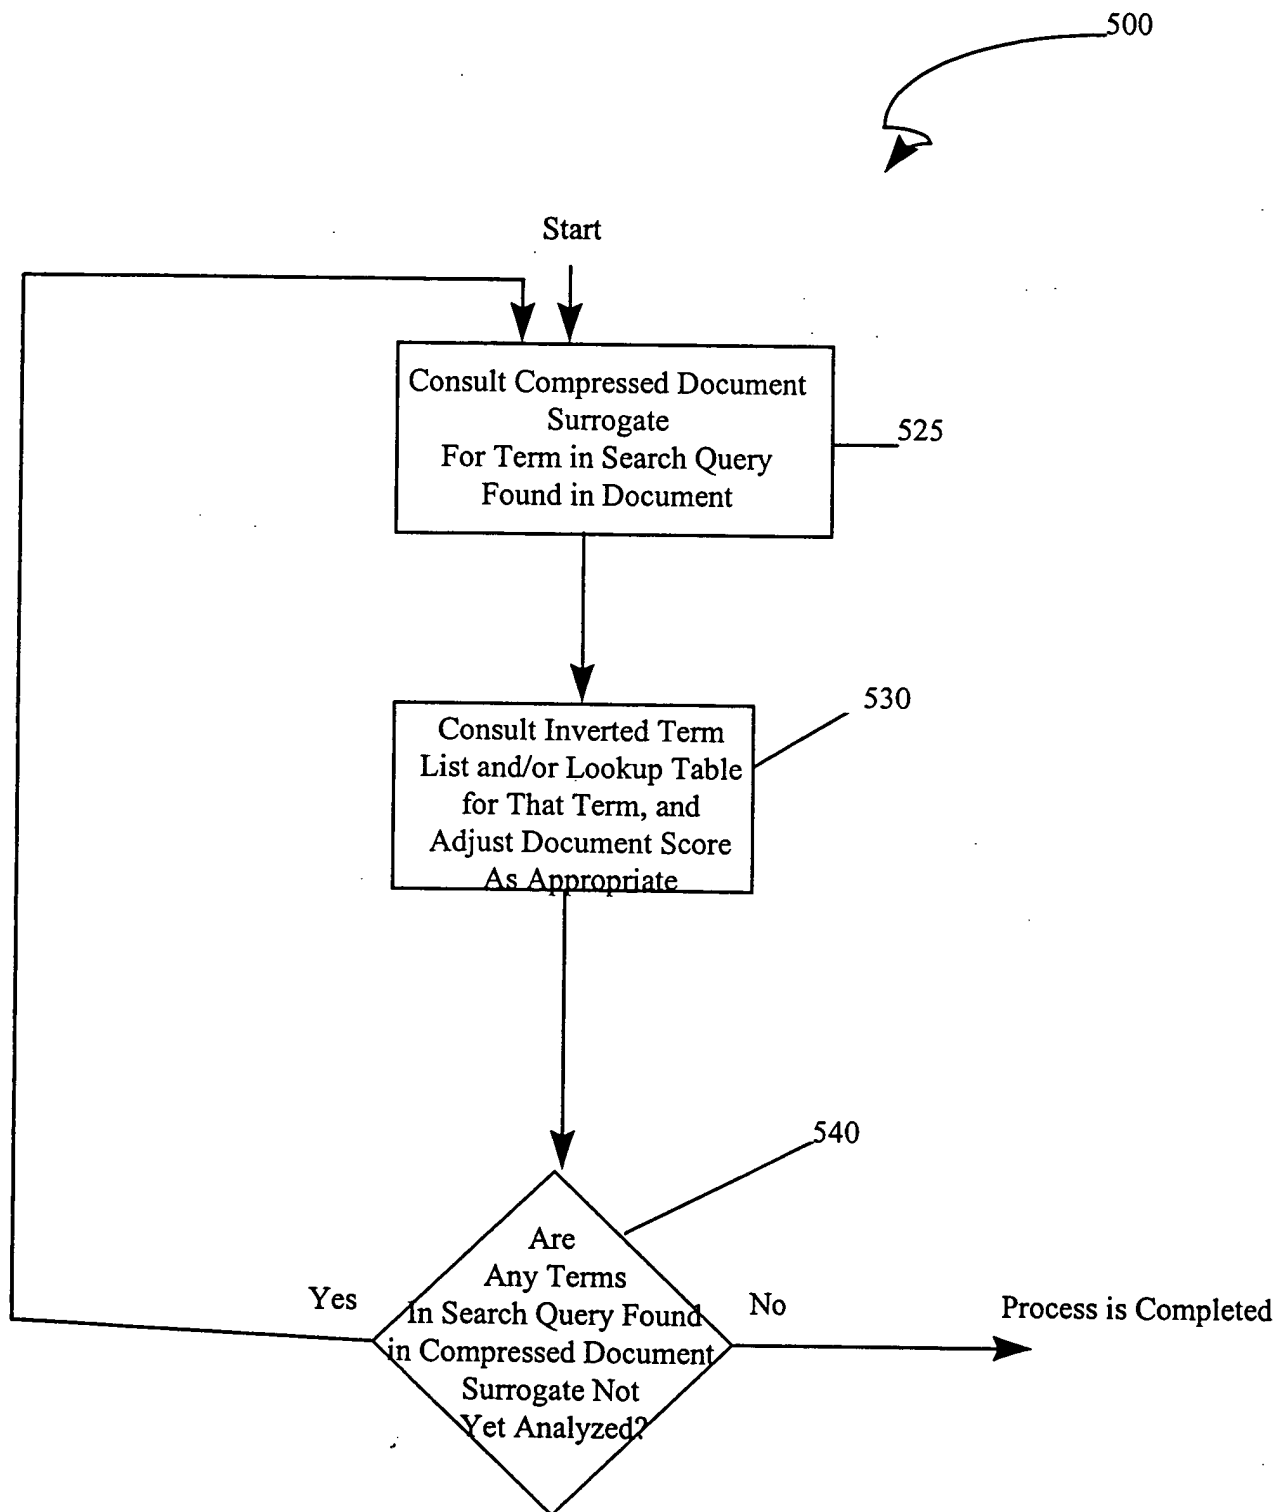 500
Start
Consult Compressed Document
Surrogate
For Term in Search Query
Found in Document
525
Consult Inverted Term
List and/or Lookup Table
for That Term, and
Adjust Document Score
As Appropriate
530
540
Are
Any Terms
In Search Query Found
in Compressed Document
Surrogate Not
Yet Analyzed?
Yes
No
Process is Completed